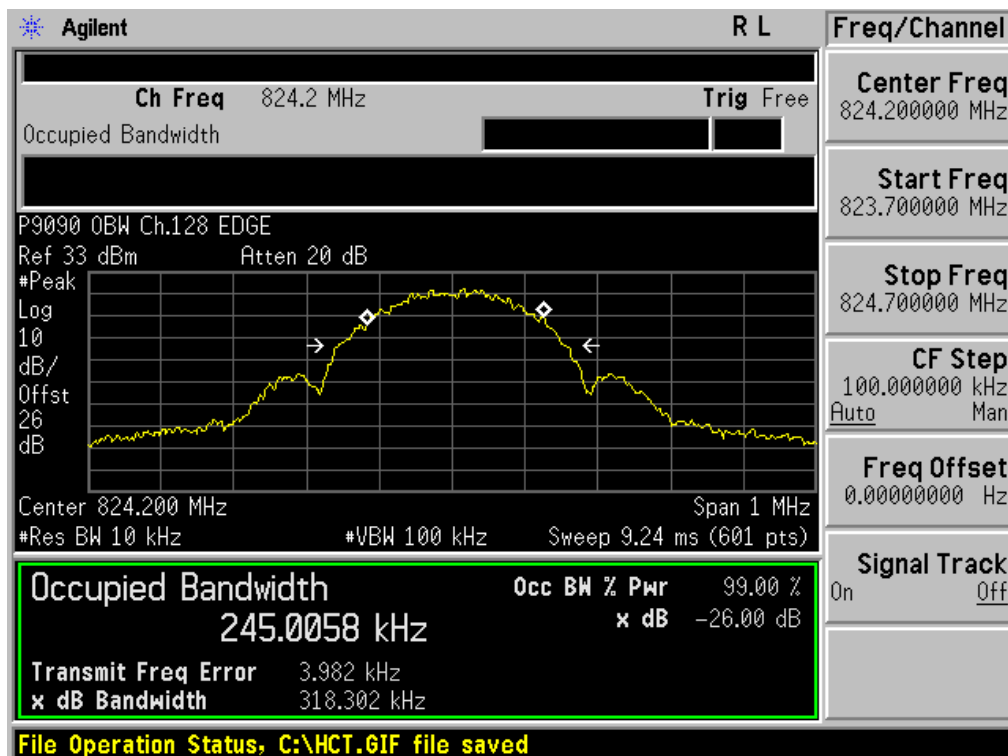 Agilent
R L
Freq/Channel
Ch Freq 824.2 MHz
Trig Free
Occupied Bandwidth
Center Freq
824.200000 MHz
Start Freq
823.700000 MHz
Stop Freq
824.700000 MHz
CF Step
100.000000 kHz
Auto Man
Freq Offset
0.00000000 Hz
Signal Track
On Off
P9090 OBW Ch.128 EDGE
Ref 33 dBm Atten 20 dB
#Peak
Log
10
dB/
Offst
26
dB
Center 824.200 MHz Span 1 MHz
#Res BW 10 kHz #VBW 100 kHz Sweep 9.24 ms (601 pts)
Occupied Bandwidth
245.0058 kHz
Occ BW % Pwr 99.00 %
x dB -26.00 dB
Transmit Freq Error 3.982 kHz
x dB Bandwidth 318.302 kHz
File Operation Status, C:\HCT.GIF file saved